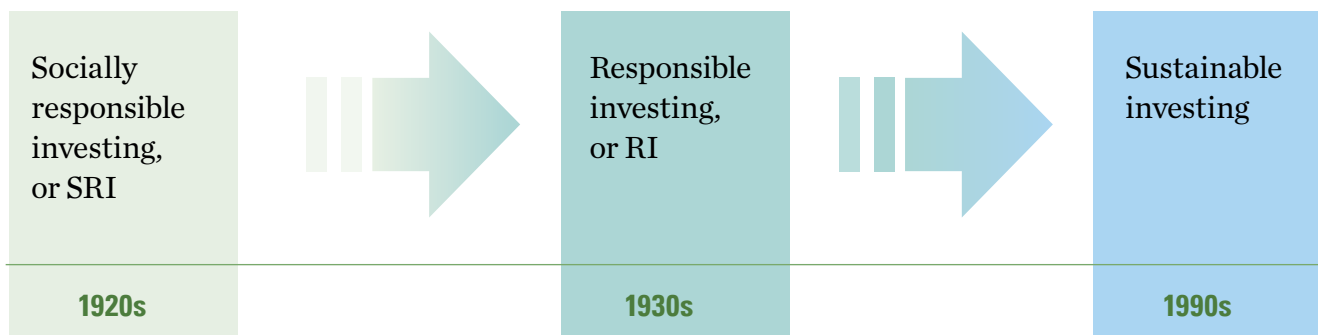 Socially
responsible
investing,
or SRI
Responsible
investing,
or RI
Sustainable
investing
1920s
1930s
1990s